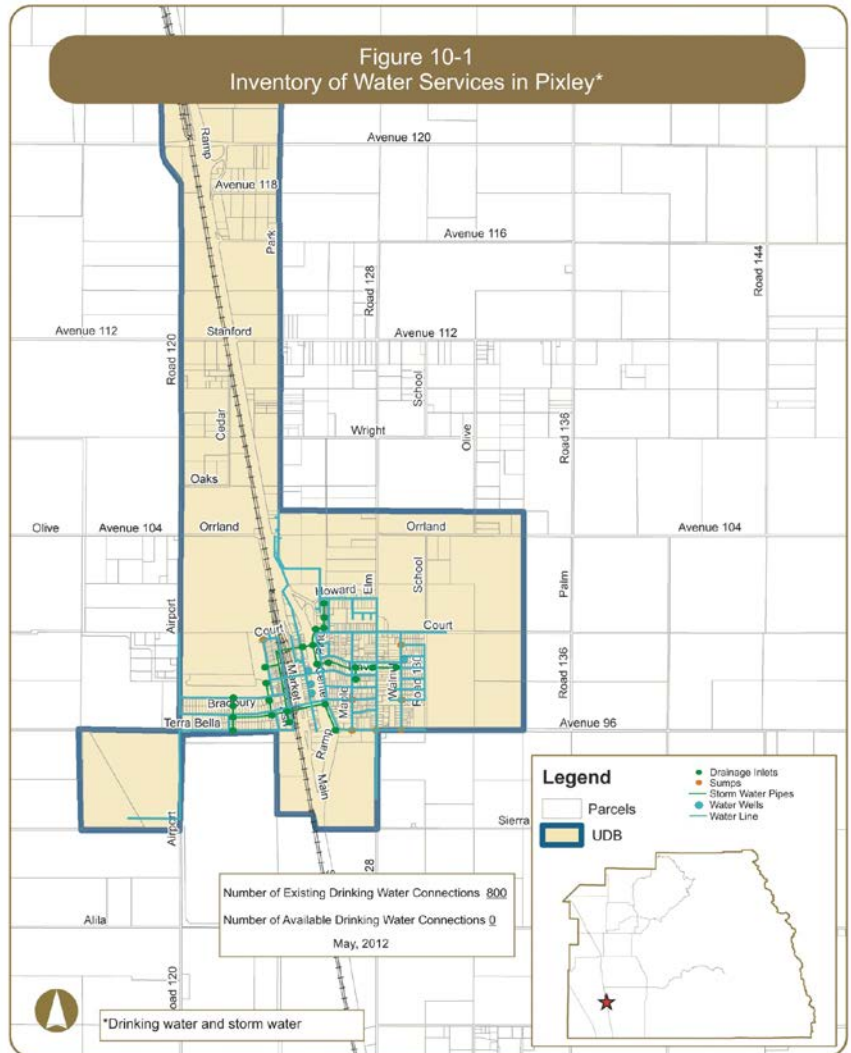 Figure 10-1
Inventory of Water Services in Pixley*
Ramp
Avenue 120
Avenue 118
Park
Avenue 116
Road 128
Road 144
Avenue 112
Stanford
Avenue 112
Road 120
School
Cedar
Wright
Olive
Road 136
Oaks
Olive
Avenue 104
Orrland
Orrland
Avenue 104
Howard
Elm
School
Palm
Airport
Court
Court
Market
Maple
Road 130
Road 136
Bradbury
Terra Bella
Avenue 96
Ramp
Main
Airport
Sierra
Legend
Parcels
UDB
Drainage Inlets
Sumps
Storm Water Pipes
Water Wells
Water Line
28
Number of Existing Drinking Water Connections 800
Number of Available Drinking Water Connections 0
May, 2012
Alila
oad 120
*Drinking water and storm water